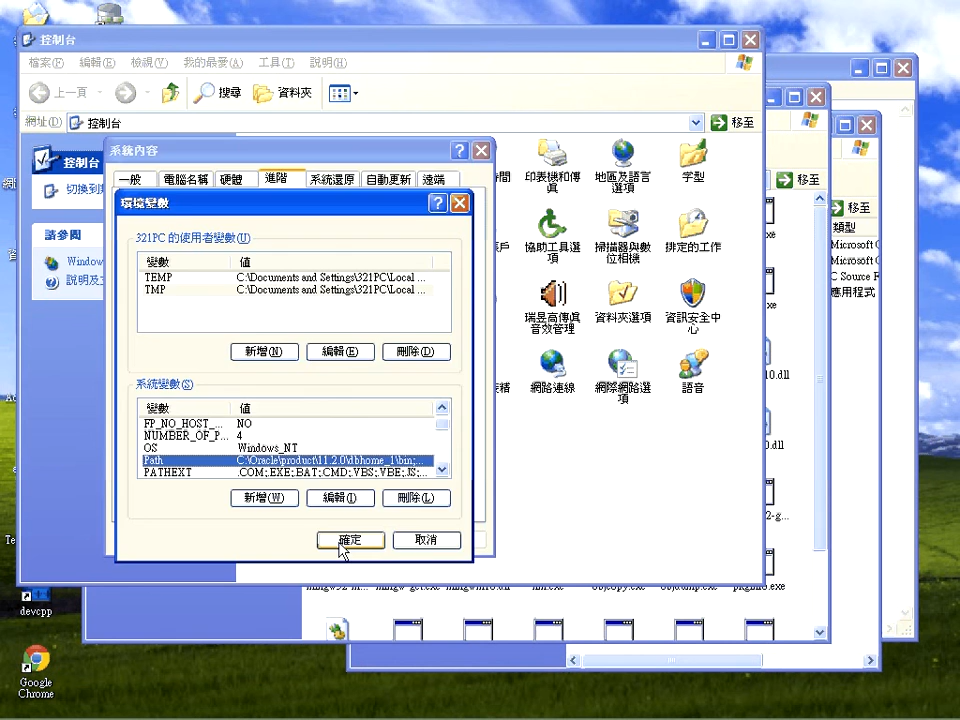 控制台
檔案(F) 編輯(E) 檢視(V) 我的最愛(A) 工具(T) 說明(H)
上一頁 搜尋 資料夾
網址(D) 控制台 移至
系統內容
控制台
一般 電腦名稱 硬體 進階 系統還原 自動更新 遠端
環境變數
321PC 的使用者變數(U)
變數 值
TEMP C:\Documents and Settings\321PC\Local ...
TMP C:\Documents and Settings\321PC\Local ...
新增(N) 編輯(E) 刪除(D)
系統變數(S)
變數 值
FP_NO_HOST_... NO
NUMBER_OF_P... 4
OS Windows_NT
Path C:\Oracle\product\11.2.0\dbhome_1\bin;...
PATHEXT .COM;.EXE;.BAT;.CMD;.VBS;.VBE;.JS;...
新增(W) 編輯(I) 刪除(L)
確定 取消
請參閱
印表機和傳真
地區及語言選項
字型
協助工具選項
掃描器與數位相機
排定的工作
瑞昱高傳真音效管理
資料夾選項
資訊安全中心
網路連線
網際網路選項
語音
移至
移至
類型
Microsoft
Microsoft
C Source F
應用程式
objcopy.exe
objdump.exe
devcpp
Google
Chrome